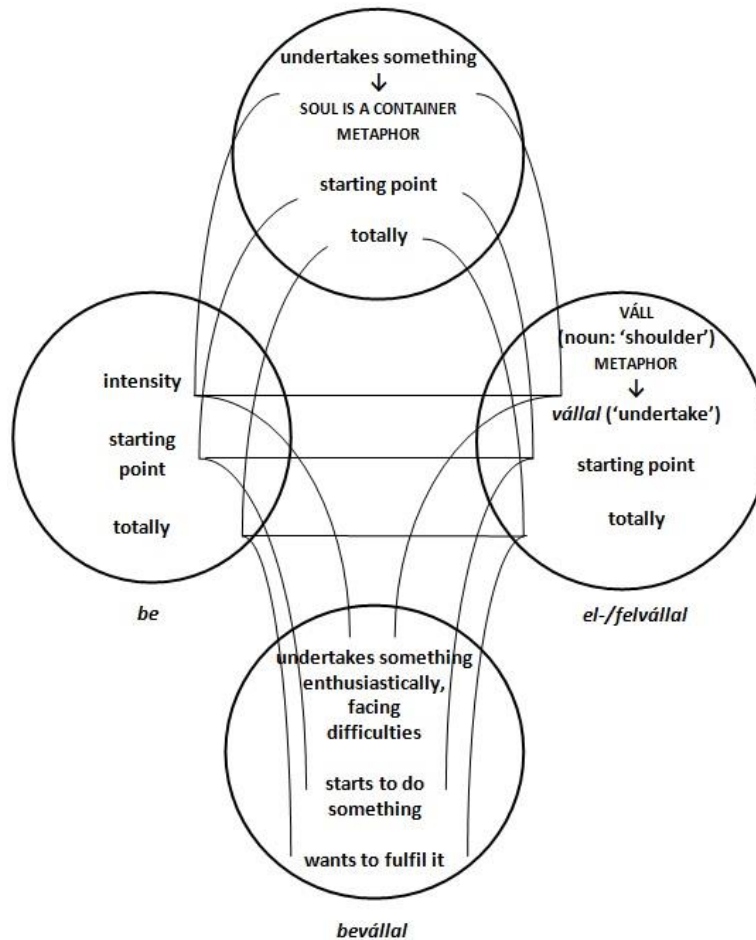 undertakes something
↓
SOUL IS A CONTAINER
METAPHOR
starting point
totally
intensity
starting
point
totally
be
VÁLL
(noun: ‘shoulder’)
METAPHOR
↓
vállal (‘undertake’)
starting point
totally
el-/felvállal
undertakes something
enthusiastically,
facing
difficulties
starts to do
something
wants to fulfil it
bevállal